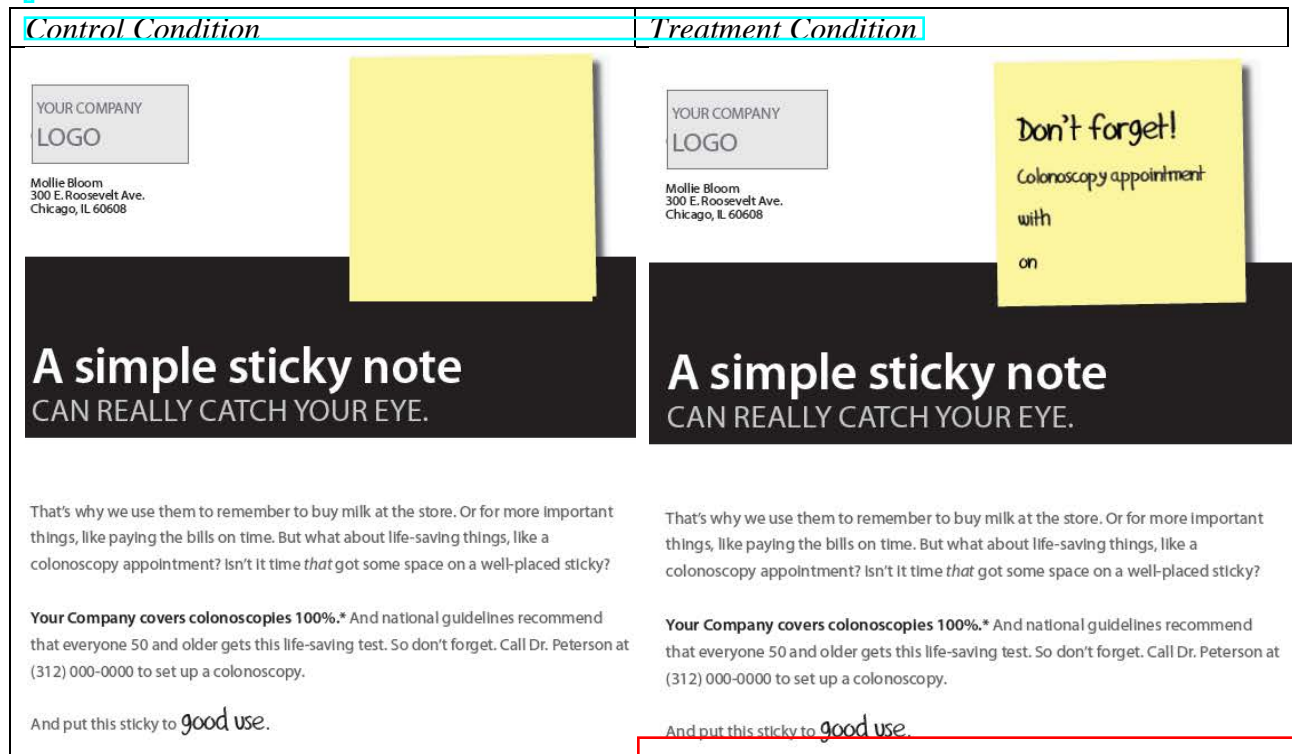 Control Condition
Treatment Condition
YOUR COMPANY
LOGO
Mollie Bloom
300 E. Roosevelt Ave.
Chicago, IL 60608
A simple sticky note
CAN REALLY CATCH YOUR EYE.
That's why we use them to remember to buy milk at the store. Or for more important
things, like paying the bills on time. But what about life-saving things, like a
colonoscopy appointment? Isn't it time that got some space on a well-placed sticky?
Your Company covers colonoscopies 100%.* And national guidelines recommend
that everyone 50 and older gets this life-saving test. So don't forget. Call Dr. Peterson at
(312) 000-0000 to set up a colonoscopy.
And put this sticky to good use.
YOUR COMPANY
LOGO
Mollie Bloom
300 E. Roosevelt Ave.
Chicago, IL 60608
Don't forget!
Colonoscopy appointment
with
on
A simple sticky note
CAN REALLY CATCH YOUR EYE.
That's why we use them to remember to buy milk at the store. Or for more important
things, like paying the bills on time. But what about life-saving things, like a
colonoscopy appointment? Isn't it time that got some space on a well-placed sticky?
Your Company covers colonoscopies 100%.* And national guidelines recommend
that everyone 50 and older gets this life-saving test. So don't forget. Call Dr. Peterson at
(312) 000-0000 to set up a colonoscopy.
And put this sticky to good use.